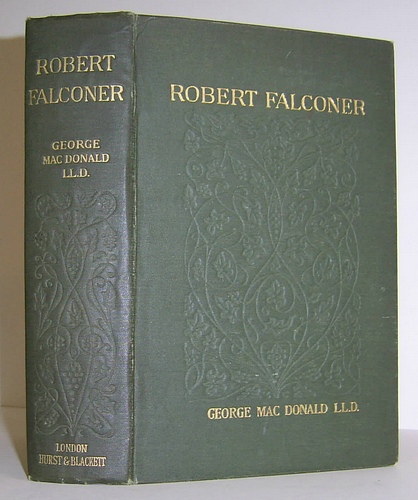 ROBERT
FALCONER
GEORGE
MAC DONALD
LL.D.
LONDON
HURST & BLACKETT
ROBERT FALCONER
GEORGE MAC DONALD LL.D.